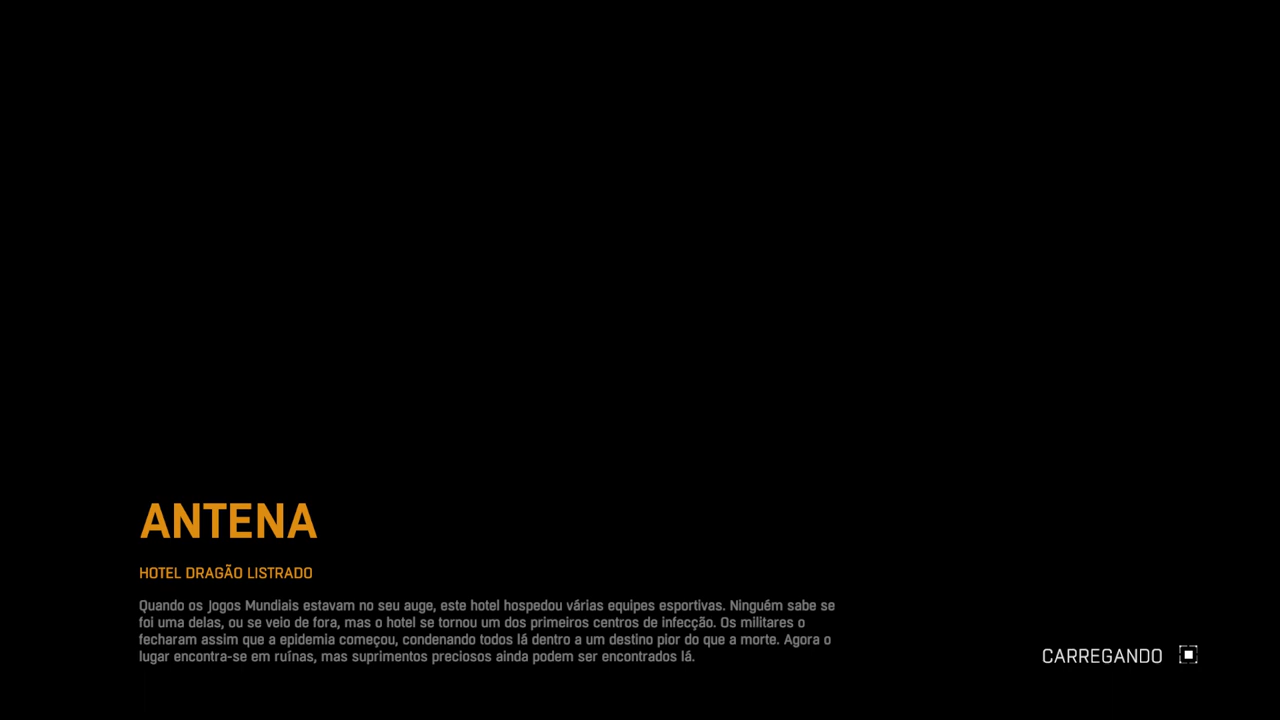 ANTENA
HOTEL DRAGÃO LISTRADO
Quando os Jogos Mundiais estavam no seu auge, este hotel hospedou várias equipes esportivas. Ninguém sabe se
foi uma delas, ou se veio de fora, mas o hotel se tornou um dos primeiros centros de infecção. Os militares o
fecharam assim que a epidemia começou, condenando todos lá dentro a um destino pior do que a morte. Agora o
lugar encontra-se em ruínas, mas suprimentos preciosos ainda podem ser encontrados lá.
CARREGANDO